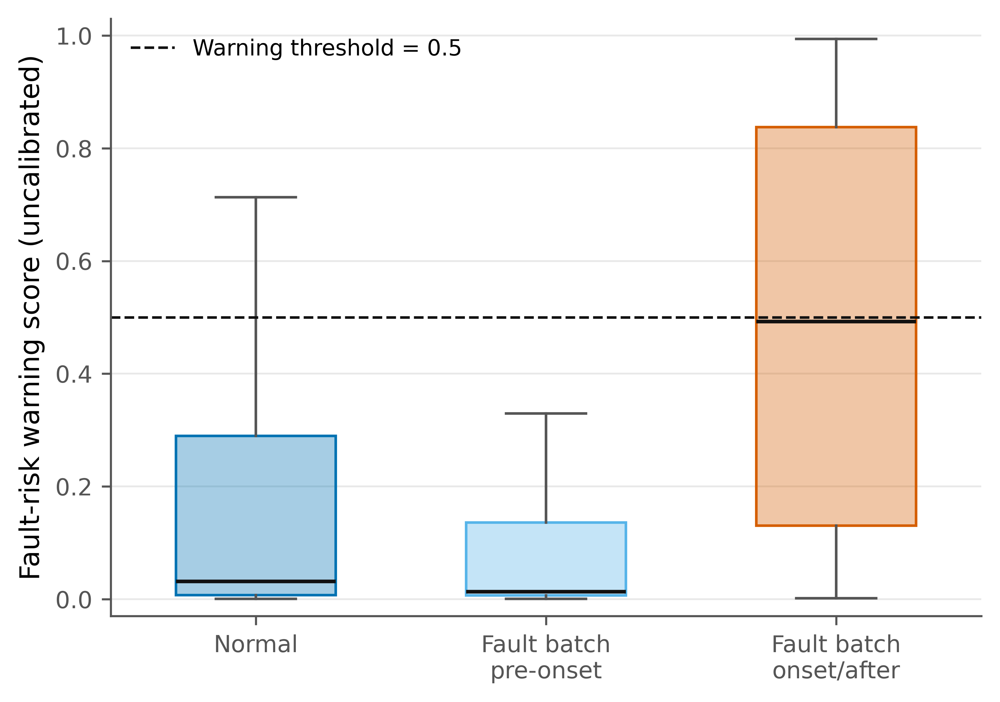 Fault-risk warning score (uncalibrated)
1.0
0.8
0.6
0.4
0.2
0.0
Warning threshold = 0.5
Normal
Fault batch
pre-onset
Fault batch
onset/after